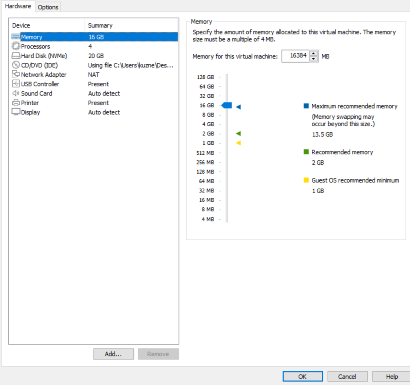 Hardware Options
Device Summary
Memory 16 GB
Processors 4
Hard Disk (NVMe) 20 GB
CD/DVD (IDE) Using file C:\Users\kuzne\Des...
Network Adapter NAT
USB Controller Present
Sound Card Auto detect
Printer Present
Display Auto detect
Add... Remove
Memory
Specify the amount of memory allocated to this virtual machine. The memory
size must be a multiple of 4 MB.
Memory for this virtual machine: 16384 MB
128 GB
64 GB
32 GB
16 GB
8 GB
4 GB
2 GB
1 GB
512 MB
256 MB
128 MB
64 MB
32 MB
16 MB
8 MB
4 MB
Maximum recommended memory
(Memory swapping may
occur beyond this size.)
13.5 GB
Recommended memory
2 GB
Guest OS recommended minimum
1 GB
OK Cancel Help